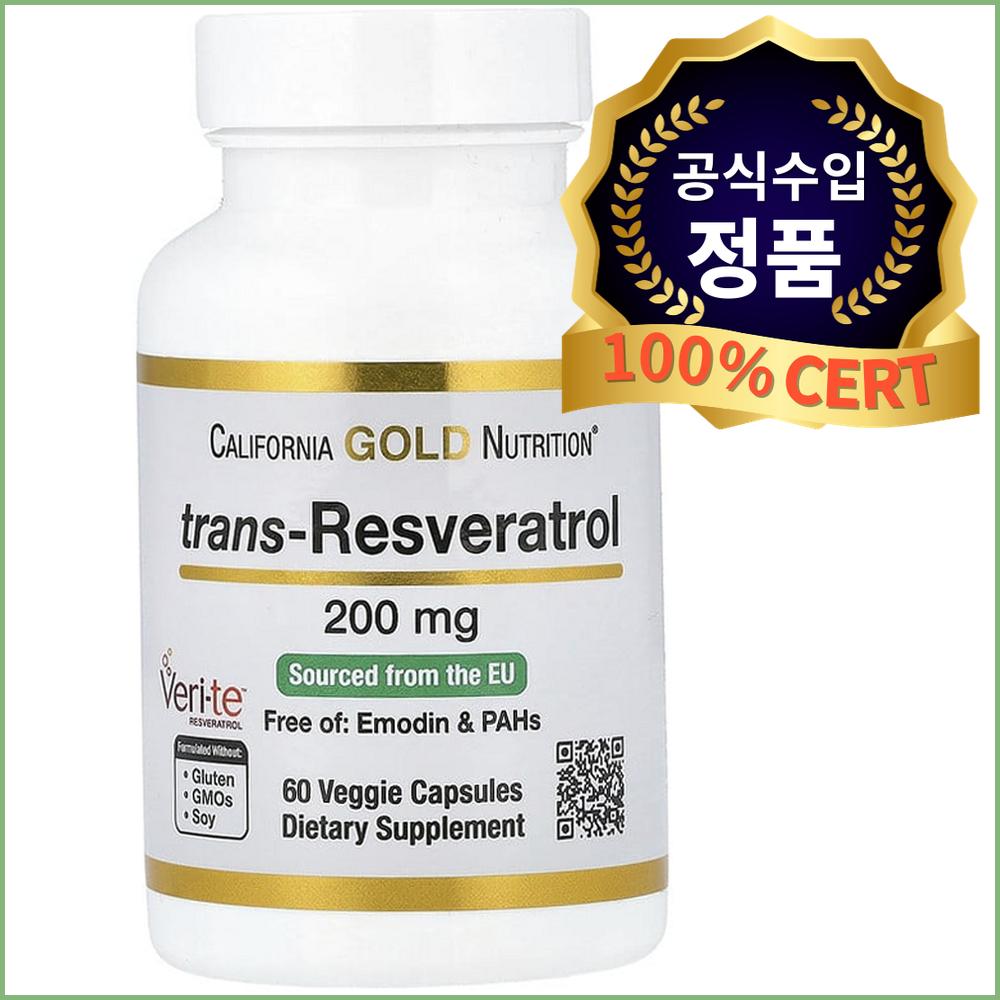 공식수입
정품
100% CERT
CALIFORNIA GOLD NUTRITION®
trans-Resveratrol
200 mg
Sourced from the EU
Veri-te™
RESVERATROL
Free of: Emodin & PAHs
Formulated Without:
• Gluten
• GMOs
• Soy
60 Veggie Capsules
Dietary Supplement